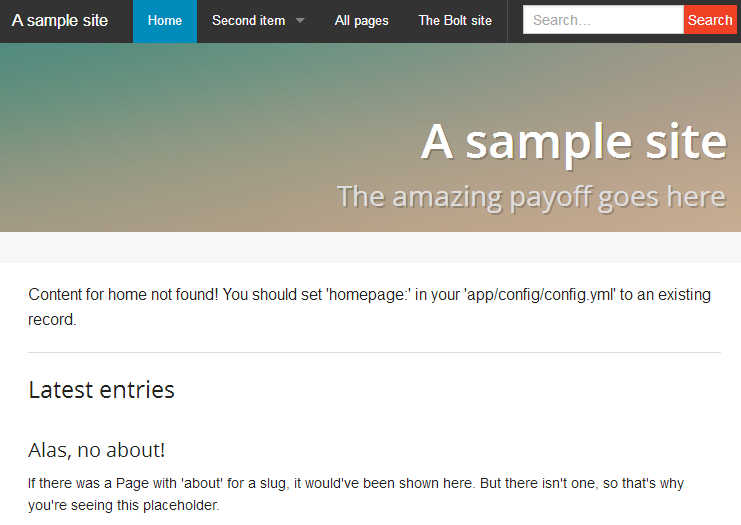 A sample site Home Second item All pages The Bolt site Search... Search
A sample site
The amazing payoff goes here
Content for home not found! You should set 'homepage:' in your 'app/config/config.yml' to an existing
record.
Latest entries
Alas, no about!
If there was a Page with 'about' for a slug, it would've been shown here. But there isn't one, so that's why
you're seeing this placeholder.